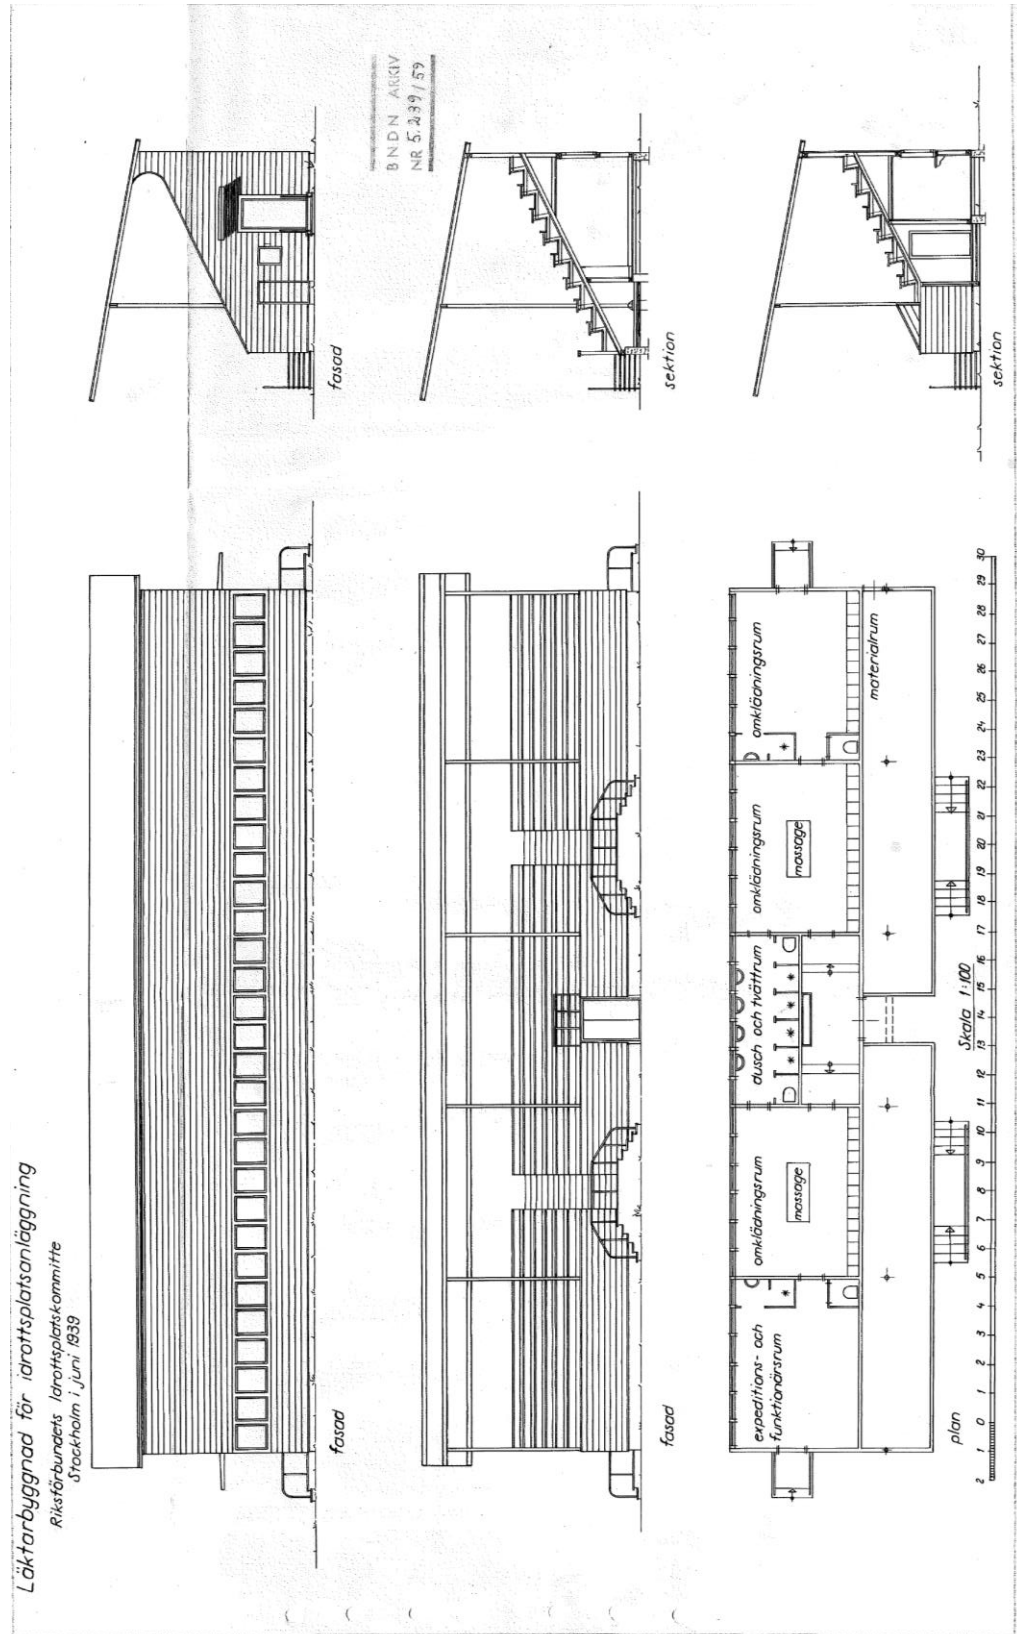 Läktarbyggnad för idrottsplatsanläggning
Riksförbundets Idrottsplatskommitte
Stockholm i juni 1939
BNDN ARKIV
NR 5.239/59
fasad
fasad
fasad
sektion
sektion
expeditions- och
funktionärsrum
omklädningsrum
massage
dusch och tvättrum
omklädningsrum
massage
omklädningsrum
materialrum
plan
Skala 1:100
2 1 0 1 2 3 4 5 6 7 8 9 10 11 12 13 14 15 16 17 18 19 20 21 22 23 24 25 26 27 28 29 30